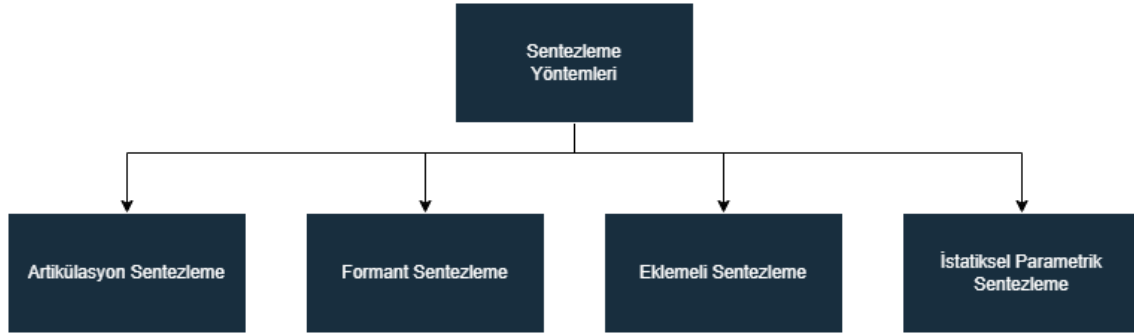 Sentezleme
Yöntemleri
Artikülasyon Sentezleme
Formant Sentezleme
Eklemeli Sentezleme
İstatiksel Parametrik
Sentezleme